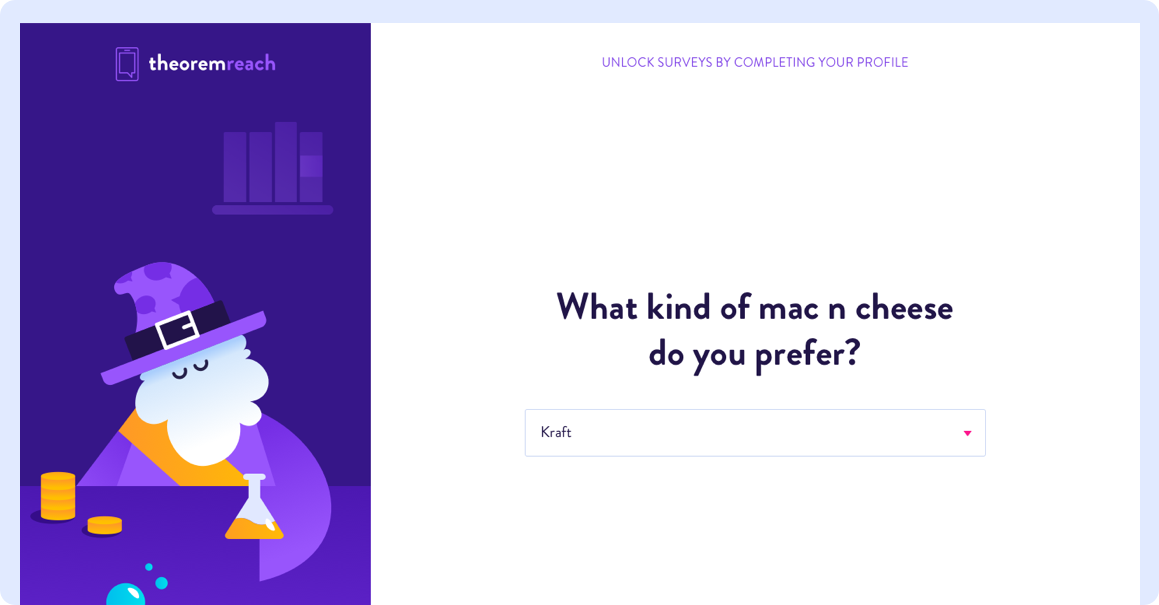 theoremreach
UNLOCK SURVEYS BY COMPLETING YOUR PROFILE
What kind of mac n cheese
do you prefer?
Kraft